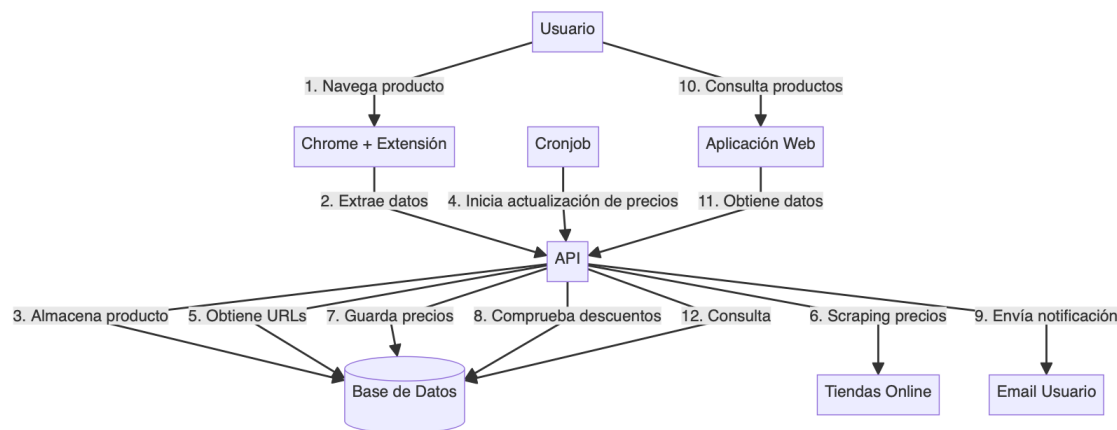 Usuario
1. Navega producto
10. Consulta productos
Chrome + Extensión
Cronjob
Aplicación Web
2. Extrae datos
4. Inicia actualización de precios
11. Obtiene datos
API
3. Almacena producto
5. Obtiene URLs
7. Guarda precios
8. Comprueba descuentos
12. Consulta
6. Scraping precios
9. Envía notificación
Base de Datos
Tiendas Online
Email Usuario